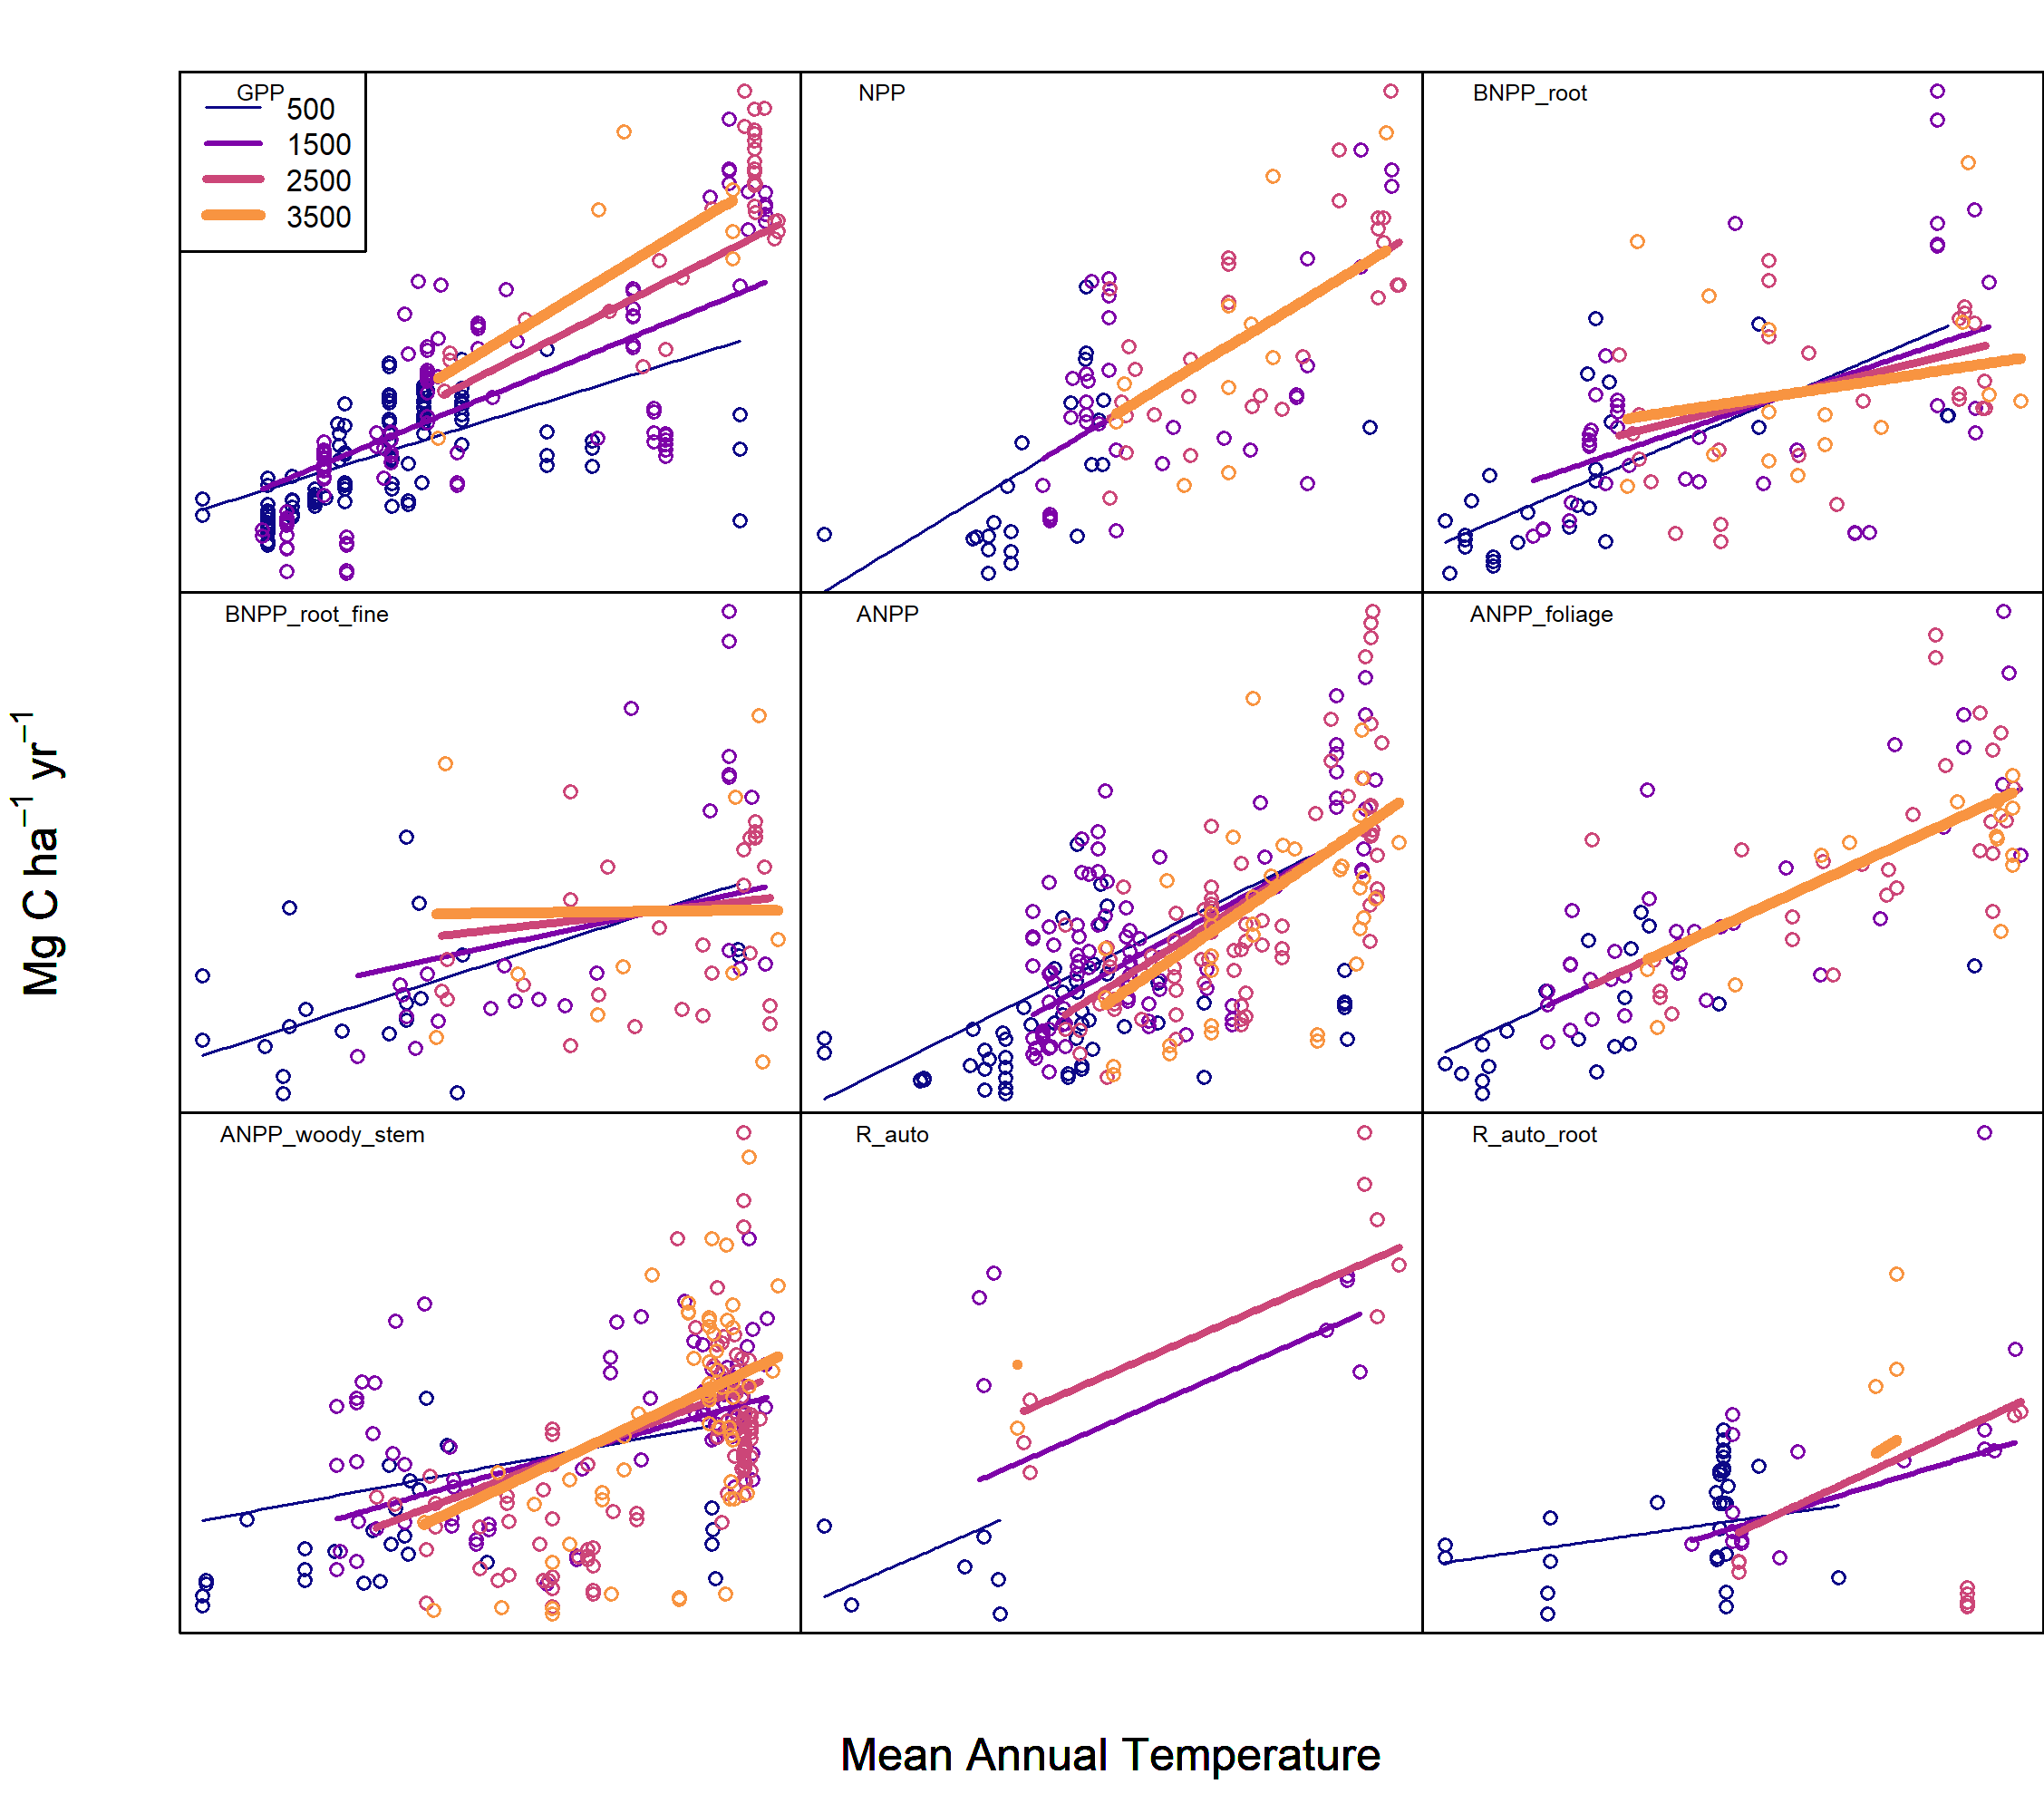 GPP
500
1500
2500
3500
NPP
BNPP_root
BNPP_root_fine
ANPP
ANPP_foliage
ANPP_woody_stem
R_auto
R_auto_root
Mg C ha⁻¹ yr⁻¹
Mean Annual Temperature